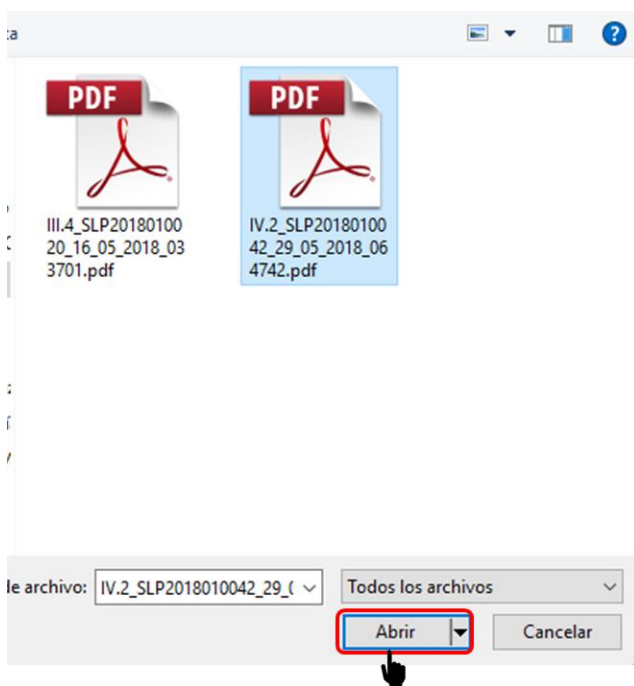 PDF
PDF
III.4_SLP20180100
20_16_05_2018_03
3701.pdf
IV.2_SLP20180100
42_29_05_2018_06
4742.pdf
de archivo:
IV.2_SLP2018010042_29_(
Todos los archivos
Abrir
Cancelar